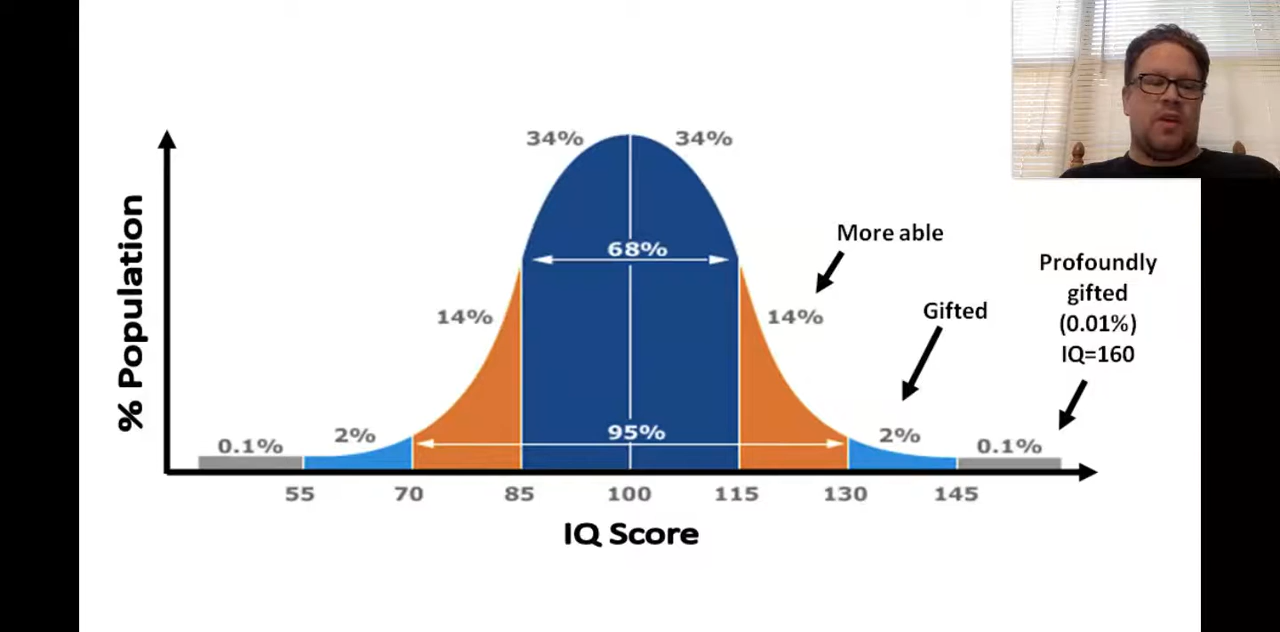 34%
34%
68%
More able
Profoundly
gifted
(0.01%)
IQ=160
Gifted
14%
14%
% Population
95%
0.1%
2%
2%
0.1%
55
70
85
100
115
130
145
IQ Score